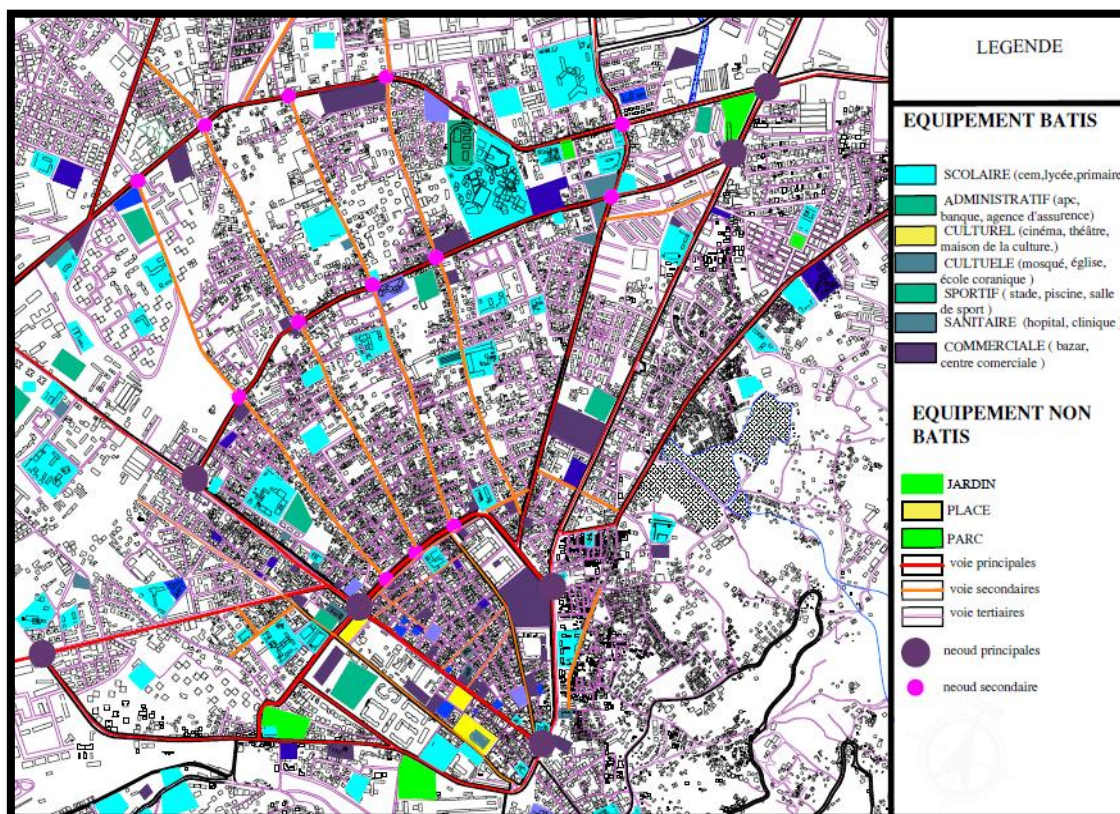 LEGENDE
EQUIPEMENT BATIS
SCOLAIRE (cem,lycée,primaire
ADMINISTRATIF (apc,
banque, agence d'assurence)
CULTUREL (cinéma, théâtre,
maison de la culture.)
CULTUELE (mosqué, église,
école coranique )
SPORTIF ( stade, piscine, salle
de sport )
SANITAIRE (hopital, clinique )
COMMERCIALE ( bazar,
centre comerciale )
EQUIPEMENT NON
BATIS
JARDIN
PLACE
PARC
voie principales
voie secondaires
voie tertiaires
neoud principales
neoud secondaire